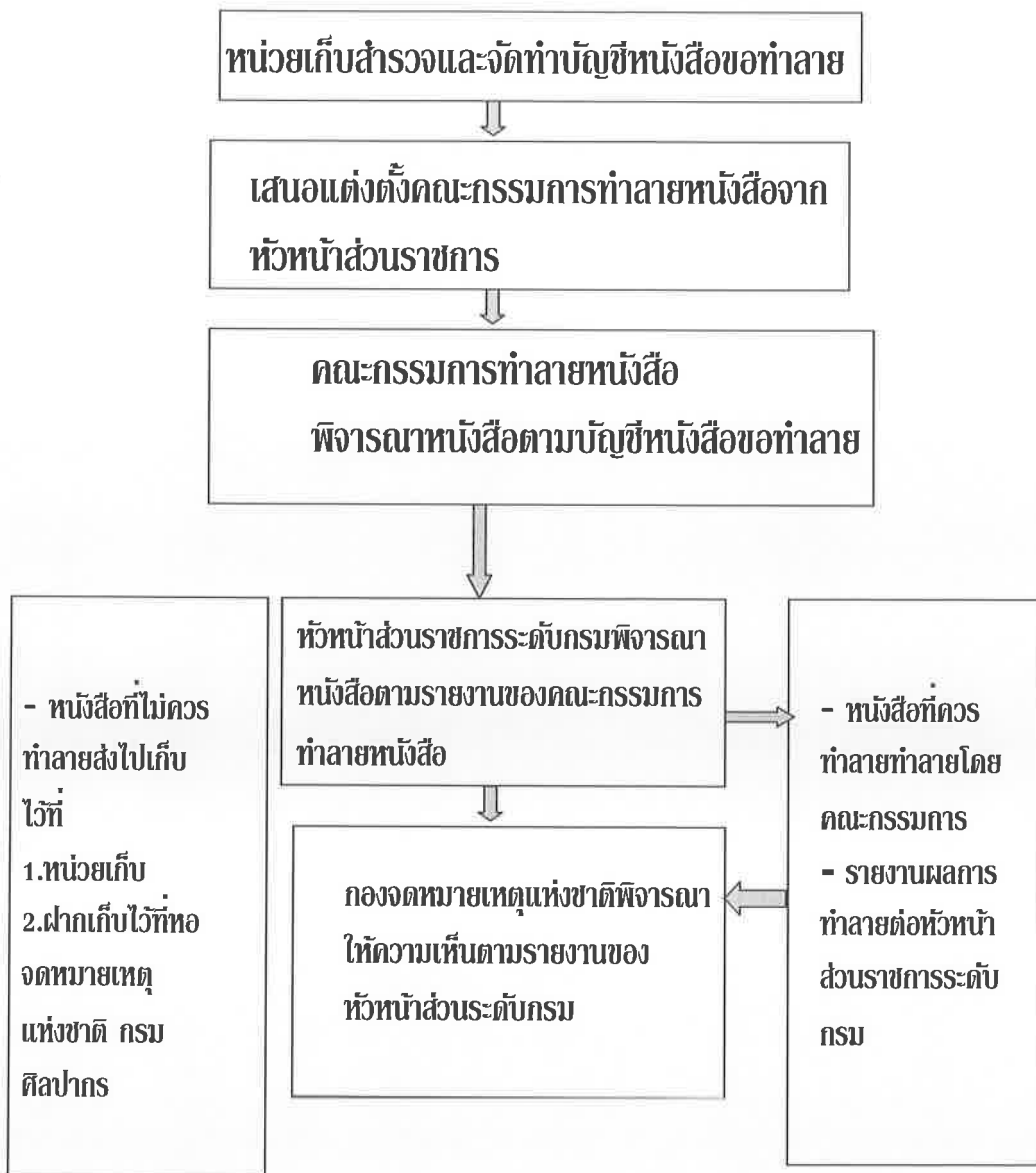 หน่วยเก็บสำรวจและจัดทำบัญชีหนังสือขอทำลาย
เสนอแต่งตั้งคณะกรรมการทำลายหนังสือจาก
หัวหน้าส่วนราชการ
คณะกรรมการทำลายหนังสือ
พิจารณาหนังสือตามบัญชีหนังสือขอทำลาย
หัวหน้าส่วนราชการระดับกรมพิจารณา
หนังสือตามรายงานของคณะกรรมการ
ทำลายหนังสือ
- หนังสือที่ไม่ควร
ทำลายส่งไปเก็บ
ไว้ที่
1.หน่วยเก็บ
2.ฝากเก็บไว้ที่หอ
จดหมายเหตุ
แห่งชาติ กรม
ศิลปากร
- หนังสือที่ควร
ทำลายทำลายโดย
คณะกรรมการ
- รายงานผลการ
ทำลายต่อหัวหน้า
ส่วนราชการระดับ
กรม
กองจดหมายเหตุแห่งชาติพิจารณา
ให้ความเห็นตามรายงานของ
หัวหน้าส่วนระดับกรม